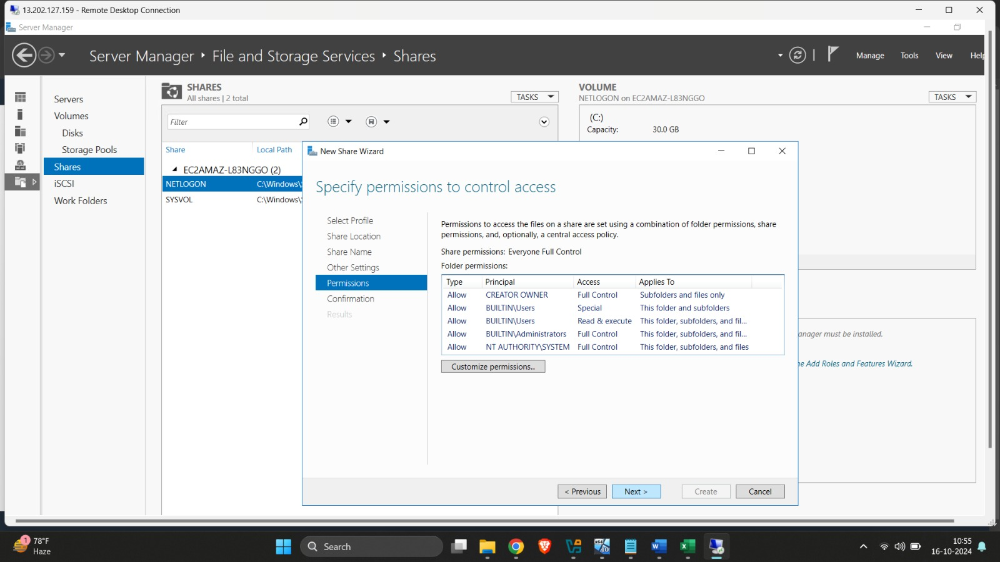 13.202.127.159 - Remote Desktop Connection
Server Manager
Server Manager ‣ File and Storage Services ‣ Shares
Manage Tools View Help
Servers
Volumes
Disks
Storage Pools
Shares
iSCSI
Work Folders
SHARES
All shares | 2 total
TASKS
Filter
Share Local Path
EC2AMAZ-L83NGGO (2)
NETLOGON C:\Windows\
SYSVOL C:\Windows\
VOLUME
NETLOGON on EC2AMAZ-L83NGGO
TASKS
(C:)
Capacity: 30.0 GB
anager must be installed.
he Add Roles and Features Wizard.
New Share Wizard
Specify permissions to control access
Select Profile
Share Location
Share Name
Other Settings
Permissions
Confirmation
Results
Permissions to access the files on a share are set using a combination of folder permissions, share
permissions, and, optionally, a central access policy.
Share permissions: Everyone Full Control
Folder permissions:
Type Principal Access Applies To
Allow CREATOR OWNER Full Control Subfolders and files only
Allow BUILTIN\Users Special This folder and subfolders
Allow BUILTIN\Users Read & execute This folder, subfolders, and fil...
Allow BUILTIN\Administrators Full Control This folder, subfolders, and fil...
Allow NT AUTHORITY\SYSTEM Full Control This folder, subfolders, and files
Customize permissions...
< Previous Next > Create Cancel
1
78°F
Haze
Search
X64
10
10:55
16-10-2024